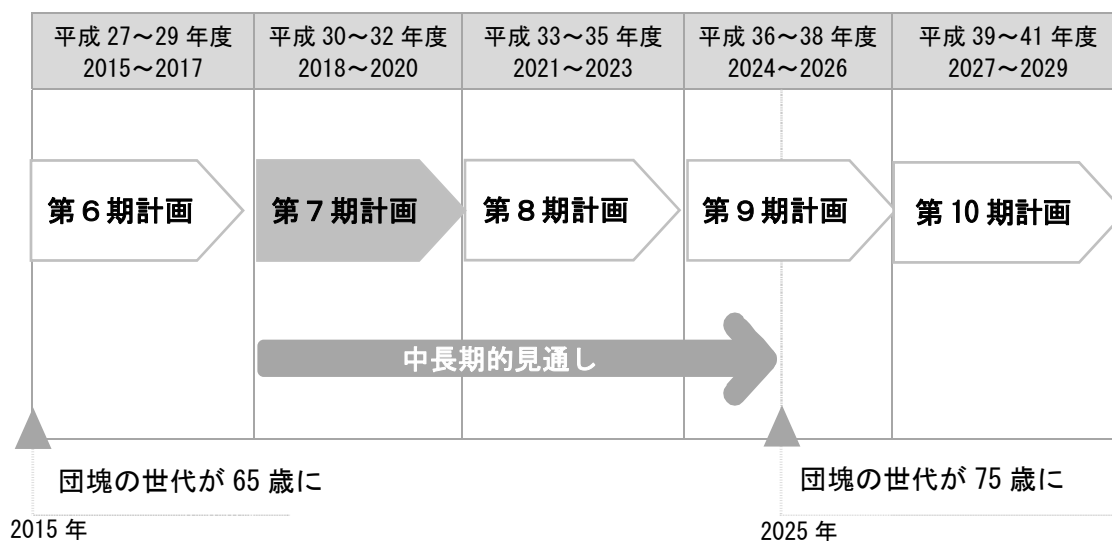 平成 27～29 年度
2015～2017
平成 30～32 年度
2018～2020
平成 33～35 年度
2021～2023
平成 36～38 年度
2024～2026
平成 39～41 年度
2027～2029
第６期計画
第７期計画
第８期計画
第９期計画
第 10 期計画
中長期的見通し
団塊の世代が 65 歳に
団塊の世代が 75 歳に
2015 年
2025 年